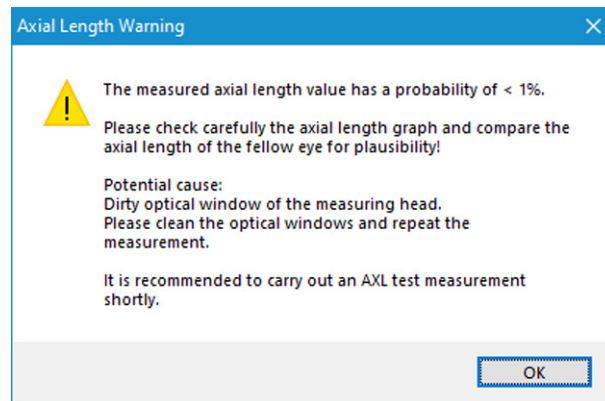 Axial Length Warning
The measured axial length value has a probability of < 1%.
Please check carefully the axial length graph and compare the
axial length of the fellow eye for plausibility!
Potential cause:
Dirty optical window of the measuring head.
Please clean the optical windows and repeat the
measurement.
It is recommended to carry out an AXL test measurement
shortly.
OK